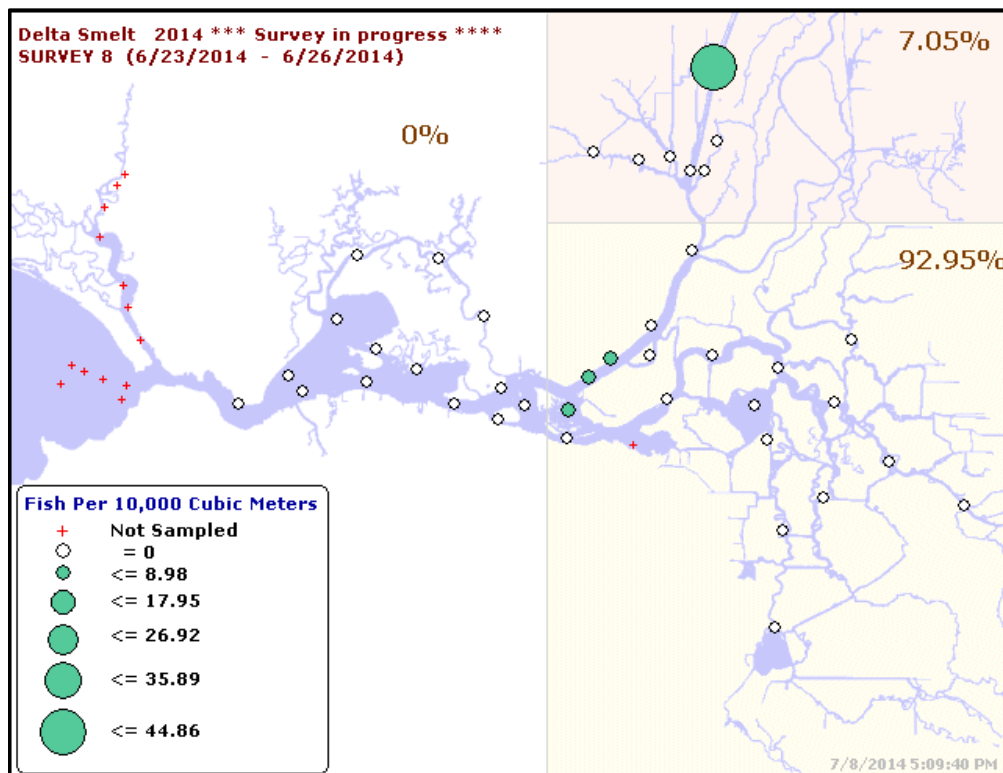 Delta Smelt 2014 *** Survey in progress ****
SURVEY 8 (6/23/2014 - 6/26/2014)
7.05%
0%
92.95%
Fish Per 10,000 Cubic Meters
Not Sampled
= 0
<= 8.98
<= 17.95
<= 26.92
<= 35.89
<= 44.86
7/8/2014 5:09:40 PM